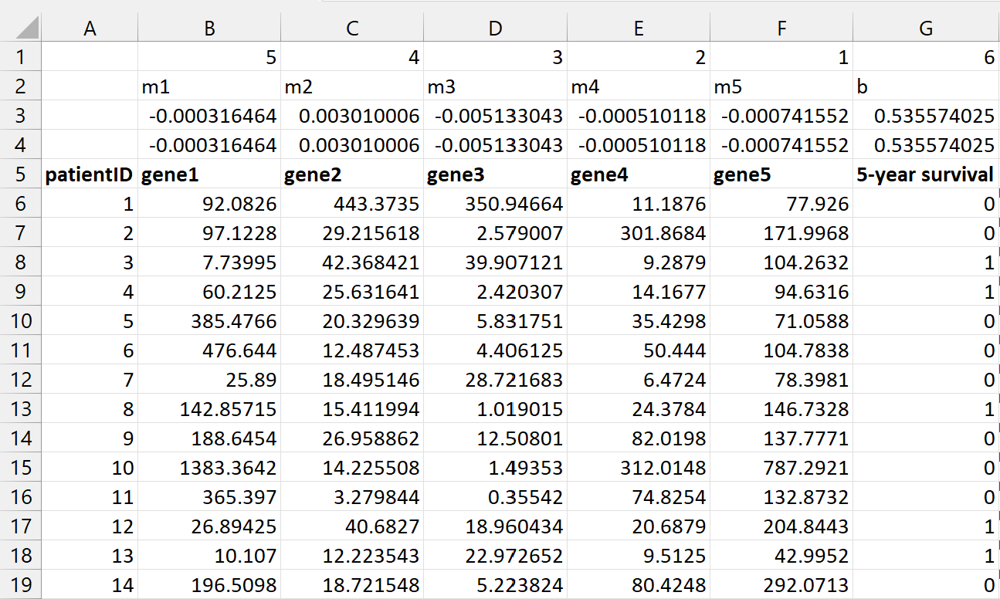 A B C D E F G
1 5 4 3 2 1 6
2 m1 m2 m3 m4 m5 b
3 -0.000316464 0.003010006 -0.005133043 -0.000510118 -0.000741552 0.535574025
4 -0.000316464 0.003010006 -0.005133043 -0.000510118 -0.000741552 0.535574025
5 patientID gene1 gene2 gene3 gene4 gene5 5-year survival
6 1 92.0826 443.3735 350.94664 11.1876 77.926 0
7 2 97.1228 29.215618 2.579007 301.8684 171.9968 0
8 3 7.73995 42.368421 39.907121 9.2879 104.2632 1
9 4 60.2125 25.631641 2.420307 14.1677 94.6316 1
10 5 385.4766 20.329639 5.831751 35.4298 71.0588 0
11 6 476.644 12.487453 4.406125 50.444 104.7838 0
12 7 25.89 18.495146 28.721683 6.4724 78.3981 0
13 8 142.85715 15.411994 1.019015 24.3784 146.7328 1
14 9 188.6454 26.958862 12.50801 82.0198 137.7771 0
15 10 1383.3642 14.225508 1.49353 312.0148 787.2921 0
16 11 365.397 3.279844 0.35542 74.8254 132.8732 0
17 12 26.89425 40.6827 18.960434 20.6879 204.8443 1
18 13 10.107 12.223543 22.972652 9.5125 42.9952 1
19 14 196.5098 18.721548 5.223824 80.4248 292.0713 0